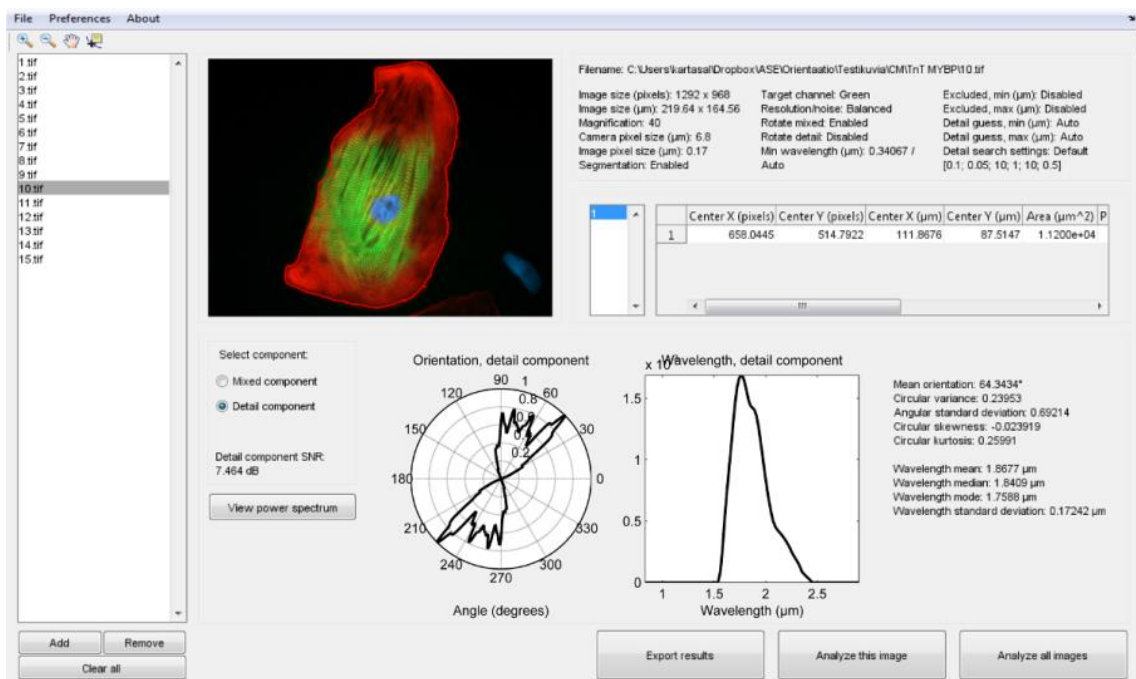 File Preferences About
1.tif
2.tif
3.tif
4.tif
5.tif
6.tif
7.tif
8.tif
9.tif
10.tif
11.tif
12.tif
13.tif
14.tif
15.tif
Add Remove
Clear all
Filename: C:\Users\kartasal\Dropbox\ASE\Orientaatio\Testikuvia\CM\TnT MYBP\10.tif
Image size (pixels): 1292 x 968
Image size (µm): 219.64 x 164.56
Magnification: 40
Camera pixel size (µm): 6.8
Image pixel size (µm): 0.17
Segmentation: Enabled
Target channel: Green
Resolution/noise: Balanced
Rotate mixed: Enabled
Rotate detail: Disabled
Min wavelength (µm): 0.34067 /
Auto
Excluded, min (µm): Disabled
Excluded, max (µm): Disabled
Detail guess, min (µm): Auto
Detail guess, max (µm): Auto
Detail search settings: Default
[0.1; 0.05; 10; 1; 10; 0.5]
1
Center X (pixels) Center Y (pixels) Center X (µm) Center Y (µm) Area (µm^2) P
1 658.0445 514.7922 111.8676 87.5147 1.1200e+04
Select component:
Mixed component
Detail component
Detail component SNR:
7.464 dB
View power spectrum
Orientation, detail component
90 1
120 60
0.8
150 30
0.2
180 0
210 330
240 300
270
Angle (degrees)
x 10
Wavelength, detail component
1.5
1
0.5
0
1 1.5 2 2.5
Wavelength (µm)
Mean orientation: 64.3434°
Circular variance: 0.23953
Angular standard deviation: 0.69214
Circular skewness: -0.023919
Circular kurtosis: 0.25991
Wavelength mean: 1.8677 µm
Wavelength median: 1.8409 µm
Wavelength mode: 1.7588 µm
Wavelength standard deviation: 0.17242 µm
Export results Analyze this image Analyze all images